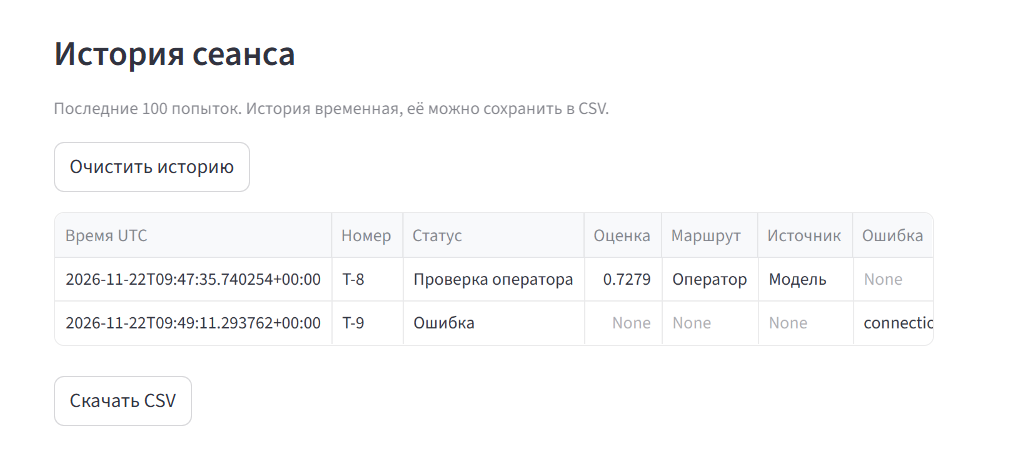 История сеанса
Последние 100 попыток. История временная, её можно сохранить в CSV.
Очистить историю
Время UTC Номер Статус Оценка Маршрут Источник Ошибка
2026-11-22T09:47:35.740254+00:00 T-8 Проверка оператора 0.7279 Оператор Модель None
2026-11-22T09:49:11.293762+00:00 T-9 Ошибка None None None connectic
Скачать CSV